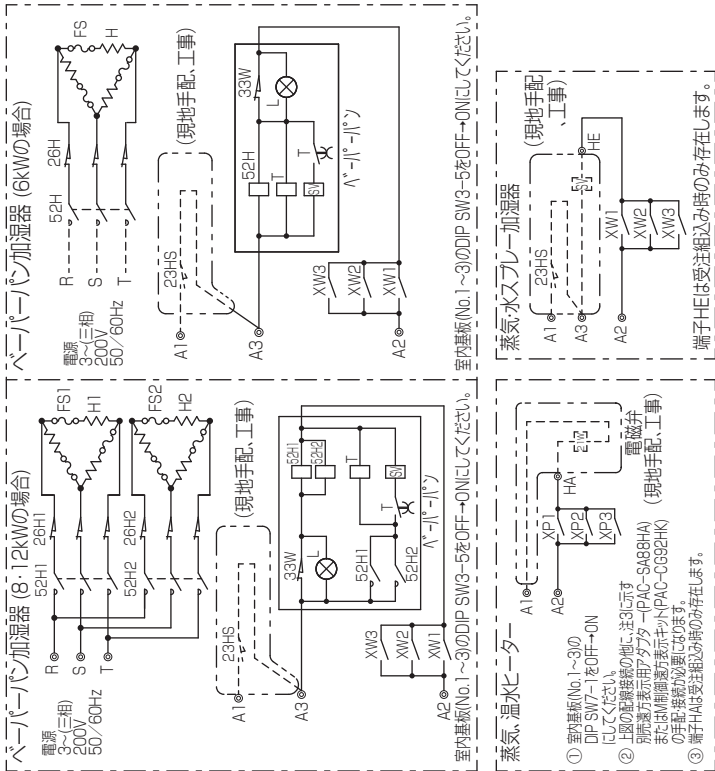 ベーパーパン加湿器 (6kWの場合)
電源
3~(三相)
200V
50/60Hz
R
S
T
52H
26H
FS
H
(現地手配、工事)
23HS
A1
A3
A2
XW3
XW2
XW1
33W
L
52H
T
SV
T
ベーパーパン
室内基板(No.1~3)のDIP SW3-5をOFF→ONにしてください。
蒸気・水スプレー加湿器
(現地手配
、工事)
A1
A3
A2
23HS
SV
HE
XW1
XW2
XW3
端子HEは受注組込み時のみ存在します。
ベーパーパン加湿器 (8・12kWの場合)
電源
3~(三相)
200V
50/60Hz
R
S
T
52H1
26H1
FS1
H1
52H2
26H2
FS2
H2
(現地手配、工事)
23HS
A1
A3
A2
XW3
XW2
XW1
33W
L
52H1
52H2
52H1
52H2
T
SV
T
ベーパーパン
室内基板(No.1~3)のDIP SW3-5をOFF→ONにしてください。
蒸気、温水ヒーター
A1
A2
XP1
XP2
XP3
HA
21W
電磁弁
(現地手配、工事)
① 室内基板(No.1~3)の
DIP SW7-1をOFF→ON
にしてください。
② 上図の配線接続の他に、注3に示す
別売遠方表示用アダプター(PAC-SA88HA)
またはM制御遠方表示キット(PAC-CG92HK)
の手配・接続が必要になります。
③ 端子HAは受注組込み時のみ存在します。